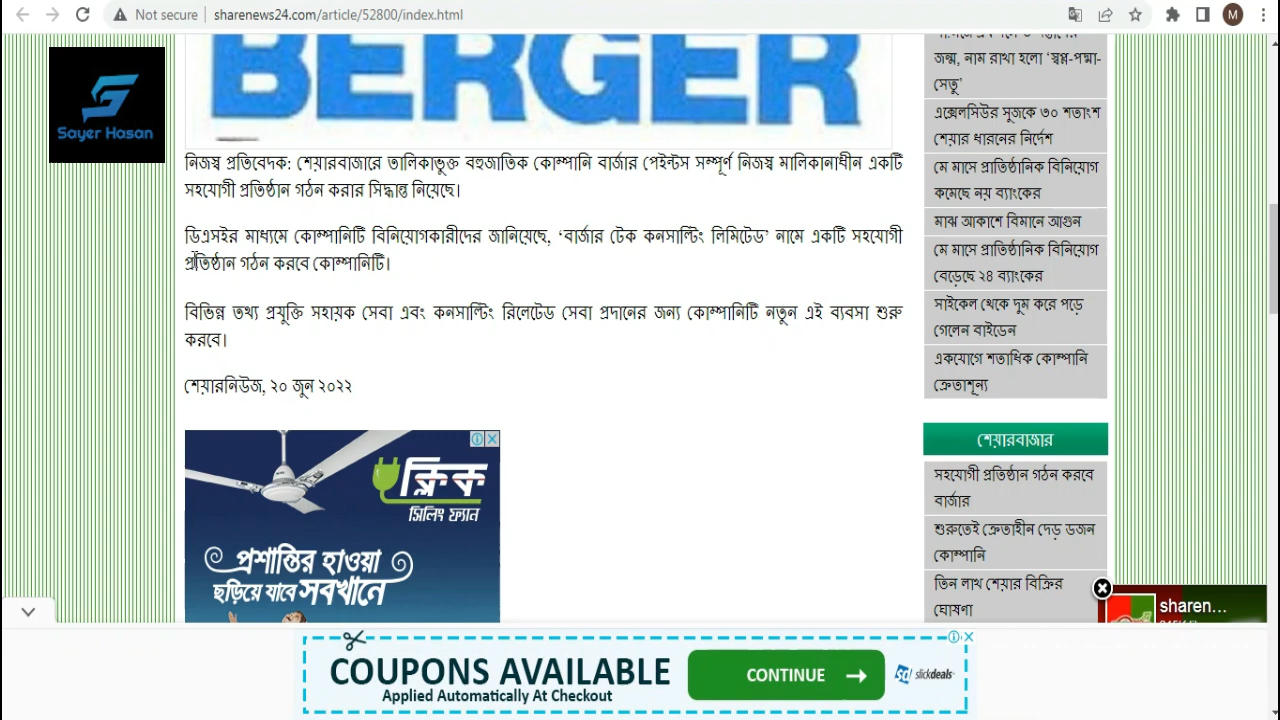 Not secure
sharenews24.com/article/52800/index.html
M
Sayer Hasan
BERGER
নিজস্ব প্রতিবেদক: শেয়ারবাজারে তালিকাভুক্ত বহুজাতিক কোম্পানি বার্জার পেইন্টস সম্পূর্ণ নিজস্ব মালিকানাধীন একটি
সহযোগী প্রতিষ্ঠান গঠন করার সিদ্ধান্ত নিয়েছে।
ডিএসইর মাধ্যমে কোম্পানিটি বিনিয়োগকারীদের জানিয়েছে, ‘বার্জার টেক কনসাল্টিং লিমিটেড’ নামে একটি সহযোগী
প্রতিষ্ঠান গঠন করবে কোম্পানিটি।
বিভিন্ন তথ্য প্রযুক্তি সহায়ক সেবা এবং কনসাল্টিং রিলেটেড সেবা প্রদানের জন্য কোম্পানিটি নতুন এই ব্যবসা শুরু
করবে।
শেয়ারনিউজ, ২০ জুন ২০২২
ক্লিক
সিলিং ফ্যান
প্রশান্তির হাওয়া
ছড়িয়ে যাবে সবখানে
জন্ম, নাম রাখা হলো ‘স্বপ্ন-পদ্মা-
সেতু’
এক্সেলসিউর সুজকে ৩০ শতাংশ
শেয়ার ধারনের নির্দেশ
মে মাসে প্রাতিষ্ঠানিক বিনিয়োগ
কমেছে নয় ব্যাংকের
মাঝ আকাশে বিমানে আগুন
মে মাসে প্রাতিষ্ঠানিক বিনিয়োগ
বেড়েছে ২৪ ব্যাংকের
সাইকেল থেকে দুম করে পড়ে
গেলেন বাইডেন
একযোগে শতাধিক কোম্পানি
ক্রেতাশূন্য
শেয়ারবাজার
সহযোগী প্রতিষ্ঠান গঠন করবে
বার্জার
শুরুতেই ক্রেতাহীন দেড় ডজন
কোম্পানি
তিন লাখ শেয়ার বিক্রির
ঘোষণা
sharen...
COUPONS AVAILABLE
Applied Automatically At Checkout
CONTINUE
slickdeals